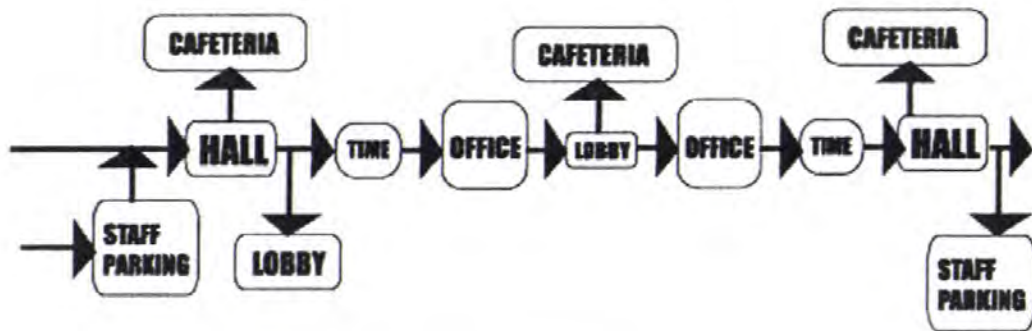 CAFETERIA
CAFETERIA
CAFETERIA
HALL
TIME
OFFICE
LOBBY
OFFICE
TIME
HALL
STAFF
PARKING
LOBBY
STAFF
PARKING